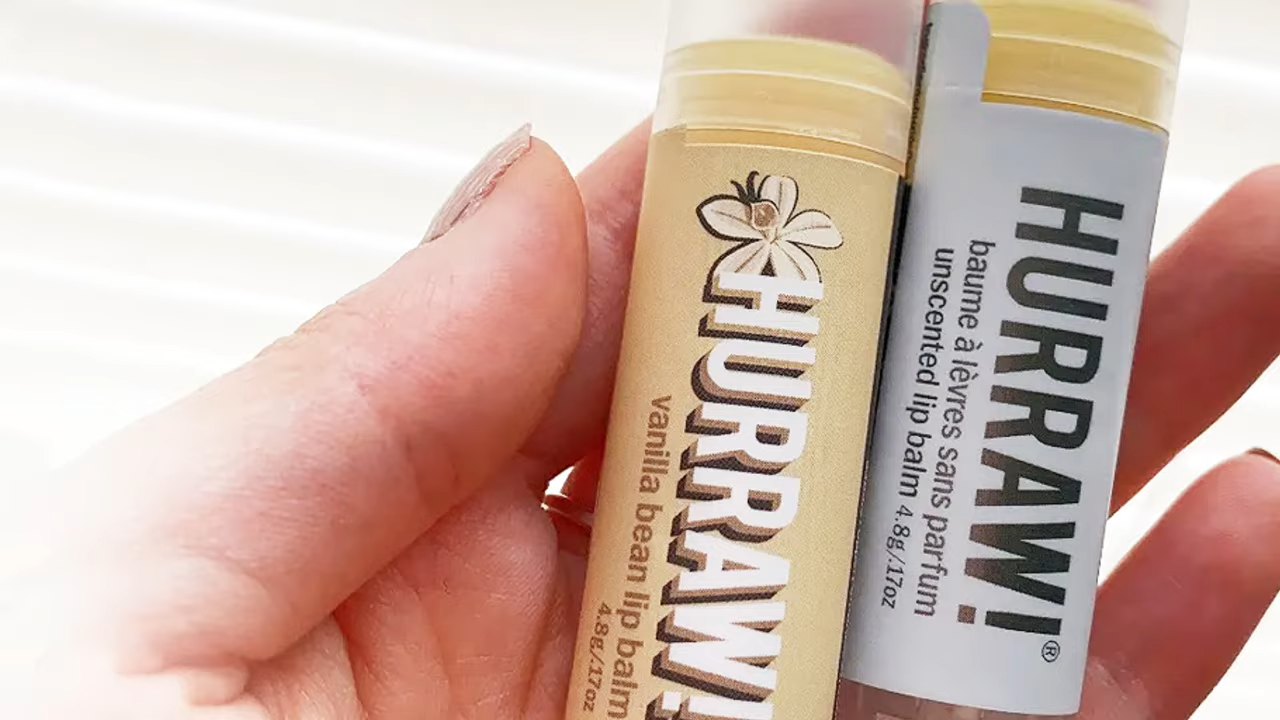 HURRAW!
vanilla bean lip balm
4.8g/.17oz
HURRAW!®
baume à lèvres sans parfum
unscented lip balm 4.8g/.17oz